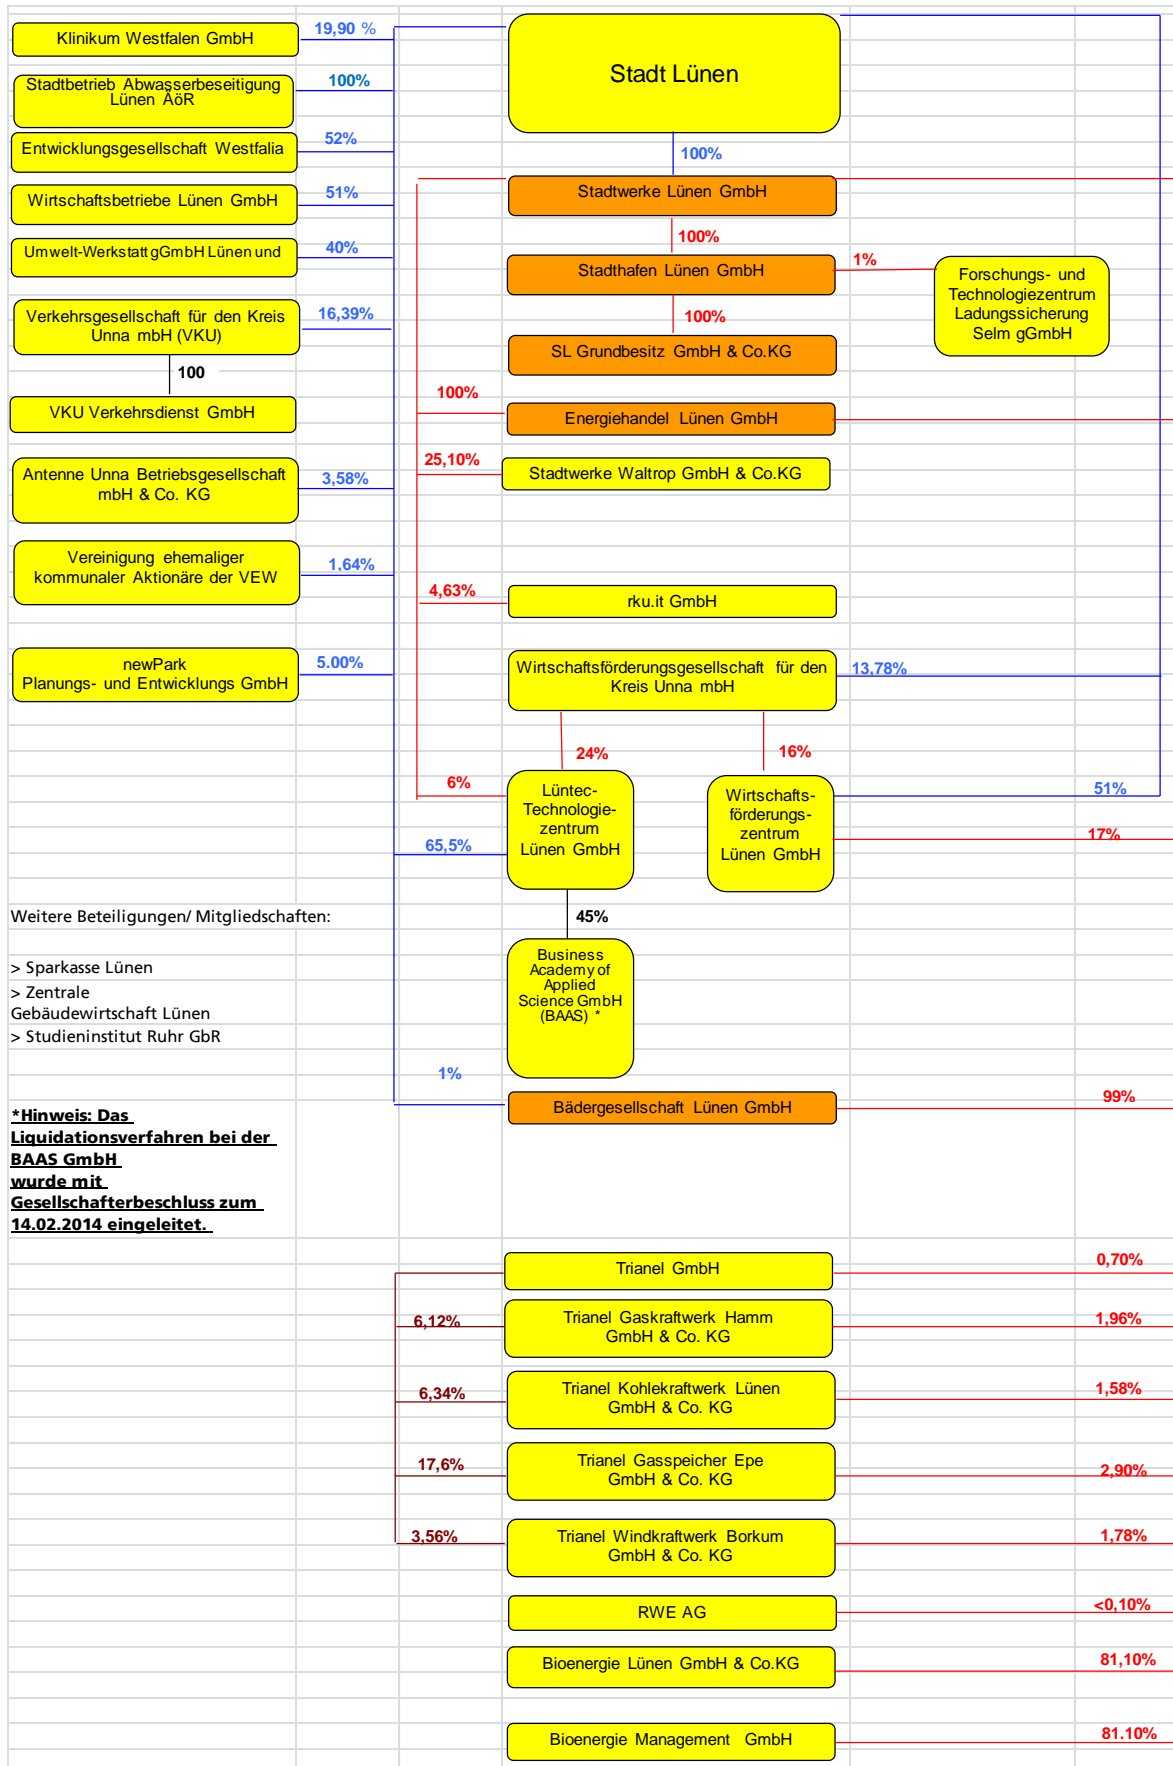 Klinikum Westfalen GmbH
19,90 %
Stadtbetrieb Abwasserbeseitigung
Lünen AöR
100%
Entwicklungsgesellschaft Westfalia
52%
Wirtschaftsbetriebe Lünen GmbH
51%
Umwelt-Werkstatt gGmbH Lünen und
40%
Verkehrsgesellschaft für den Kreis
Unna mbH (VKU)
16,39%
100
VKU Verkehrsdienst GmbH
Antenne Unna Betriebsgesellschaft
mbH & Co. KG
3,58%
Vereinigung ehemaliger
kommunaler Aktionäre der VEW
1,64%
newPark
Planungs- und Entwicklungs GmbH
5.00%
Stadt Lünen
100%
Stadtwerke Lünen GmbH
100%
Stadthafen Lünen GmbH
1%
Forschungs- und
Technologiezentrum
Ladungssicherung
Selm gGmbH
100%
SL Grundbesitz GmbH & Co.KG
100%
Energiehandel Lünen GmbH
25,10%
Stadtwerke Waltrop GmbH & Co.KG
4,63%
rku.it GmbH
Wirtschaftsförderungsgesellschaft für den
Kreis Unna mbH
13,78%
24%
16%
6%
Lüntec-
Technologie-
zentrum
Lünen GmbH
65,5%
Wirtschafts-
förderungs-
zentrum
Lünen GmbH
51%
17%
45%
Business
Academy of
Applied
Science GmbH
(BAAS) *
Weitere Beteiligungen/ Mitgliedschaften:
> Sparkasse Lünen
> Zentrale
Gebäudewirtschaft Lünen
> Studieninstitut Ruhr GbR
1%
Bädergesellschaft Lünen GmbH
99%
*Hinweis: Das
Liquidationsverfahren bei der
BAAS GmbH
wurde mit
Gesellschafterbeschluss zum
14.02.2014 eingeleitet.
Trianel GmbH
0,70%
6,12%
Trianel Gaskraftwerk Hamm
GmbH & Co. KG
1,96%
6,34%
Trianel Kohlekraftwerk Lünen
GmbH & Co. KG
1,58%
17,6%
Trianel Gasspeicher Epe
GmbH & Co. KG
2,90%
3,56%
Trianel Windkraftwerk Borkum
GmbH & Co. KG
1,78%
RWE AG
<0,10%
Bioenergie Lünen GmbH & Co.KG
81,10%
Bioenergie Management GmbH
81.10%